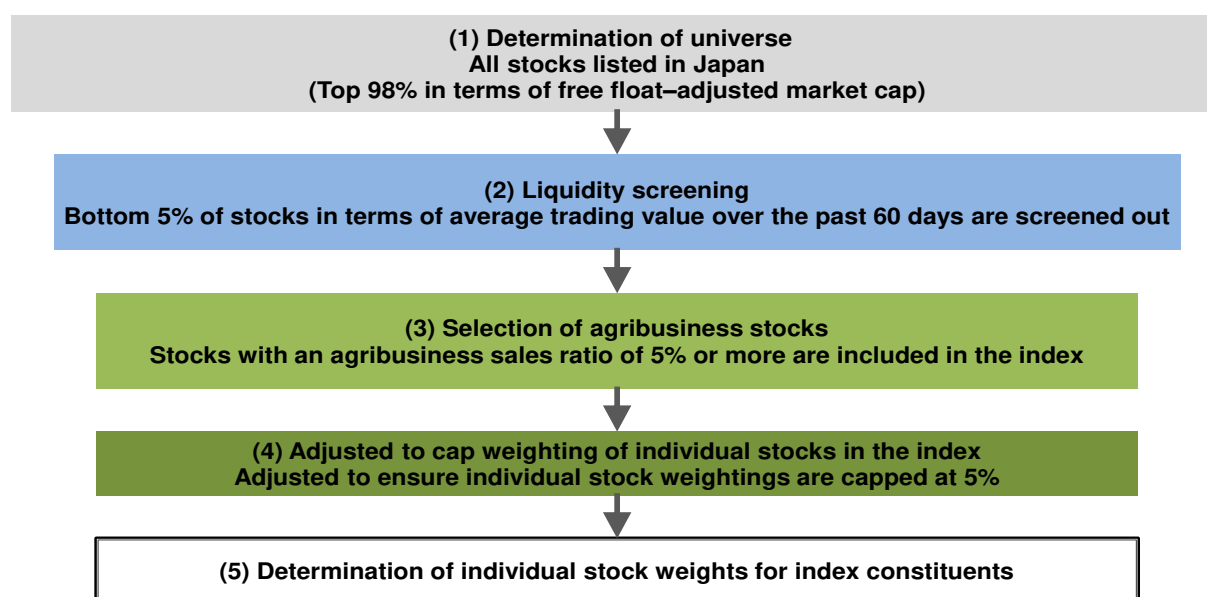 (1) Determination of universe
All stocks listed in Japan
(Top 98% in terms of free float–adjusted market cap)
(2) Liquidity screening
Bottom 5% of stocks in terms of average trading value over the past 60 days are screened out
(3) Selection of agribusiness stocks
Stocks with an agribusiness sales ratio of 5% or more are included in the index
(4) Adjusted to cap weighting of individual stocks in the index
Adjusted to ensure individual stock weightings are capped at 5%
(5) Determination of individual stock weights for index constituents